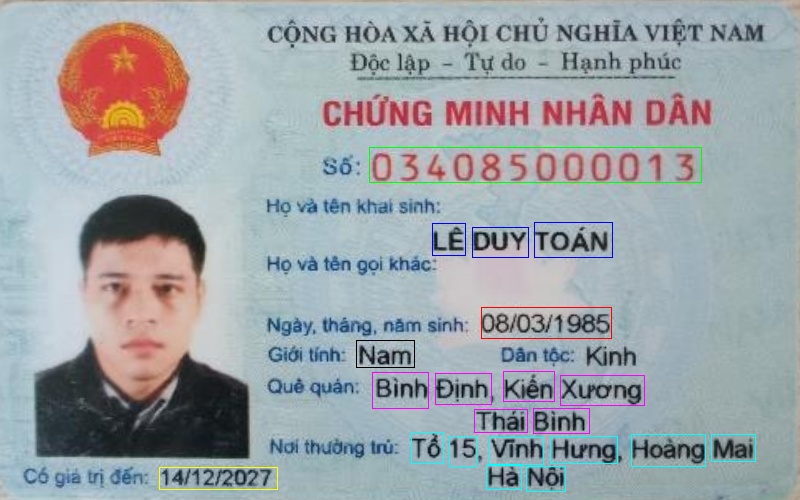 CỘNG HÒA XÃ HỘI CHỦ NGHĨA VIỆT NAM
Độc lập - Tự do - Hạnh phúc
CHỨNG MINH NHÂN DÂN
Số: 034085000013
Họ và tên khai sinh:
LÊ DUY TOÁN
Họ và tên gọi khác:
Ngày, tháng, năm sinh: 08/03/1985
Giới tính: Nam Dân tộc: Kinh
Quê quán: Bình Định, Kiến Xương
Thái Bình
Nơi thường trú: Tổ 15, Vĩnh Hưng, Hoàng Mai
Hà Nội
Có giá trị đến: 14/12/2027